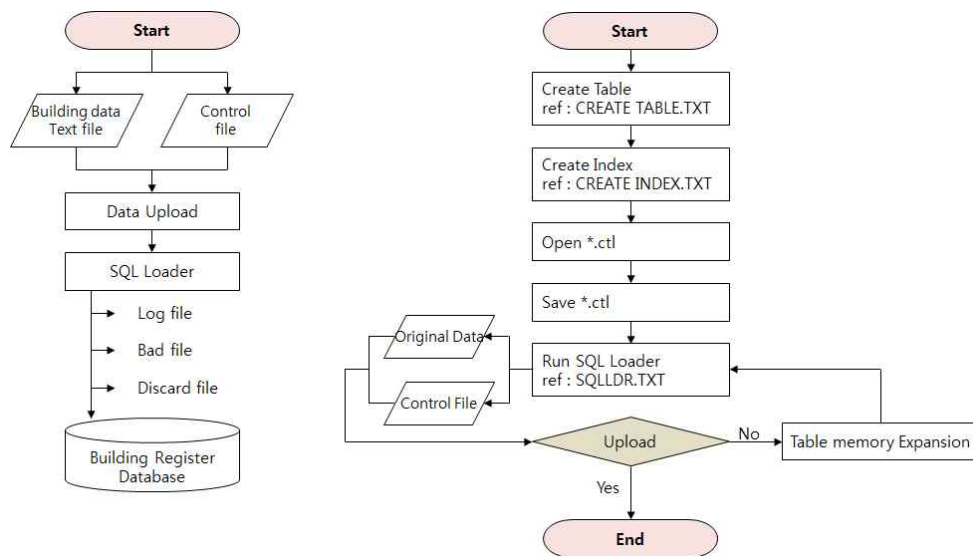 Start
Building data
Text file
Control
file
Data Upload
SQL Loader
Log file
Bad file
Discard file
Building Register
Database
Start
Create Table
ref : CREATE TABLE.TXT
Create Index
ref : CREATE INDEX.TXT
Open *.ctl
Save *.ctl
Original Data
Run SQL Loader
ref : SQLLDR.TXT
Control File
Upload
No
Table memory Expansion
Yes
End